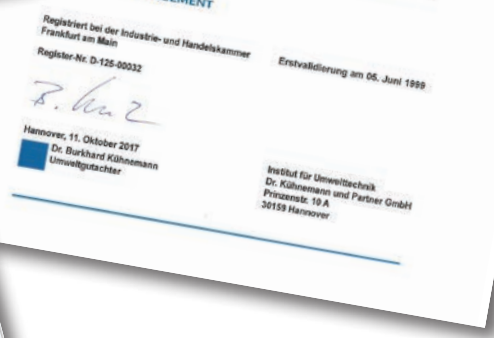 Registriert bei der Industrie- und Handelskammer
Frankfurt am Main
Register-Nr. D-125-00032
Erstvalidierung am 05. Juni 1999
Hannover, 11. Oktober 2017
Dr. Burkhard Kühnemann
Umweltgutachter
Institut für Umwelttechnik
Dr. Kühnemann und Partner GmbH
Prinzenstr. 10 A
30159 Hannover